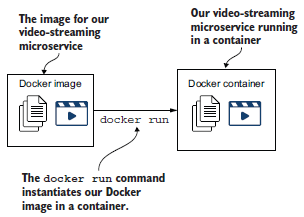 The image for our
video-streaming
microservice
Our video-streaming
microservice running
in a container
Docker image
Docker container
docker run
The docker run command
instantiates our Docker
image in a container.